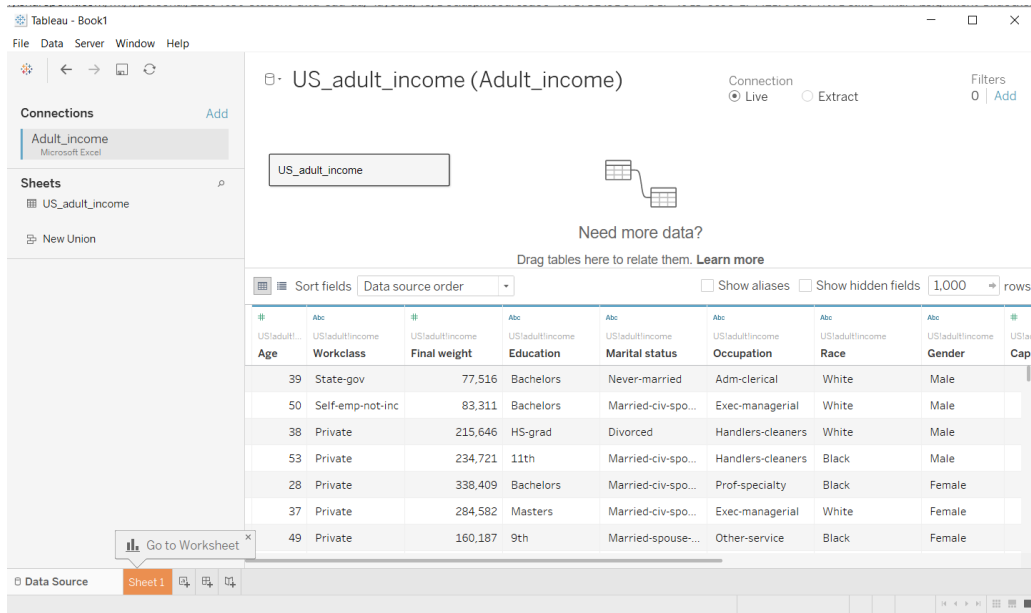 Tableau - Book1
File Data Server Window Help
US_adult_income (Adult_income)
Connection
Live Extract
Filters
0 Add
Connections Add
Adult_income
Microsoft Excel
Sheets
US_adult_income
New Union
US_adult_income
Need more data?
Drag tables here to relate them. Learn more
Sort fields Data source order Show aliases Show hidden fields 1,000 rows
# Abc # Abc Abc Abc Abc Abc #
US!adult!... US!adult!income US!adult!income US!adult!income US!adult!income US!adult!income US!adult!income US!adult!income
Age Workclass Final weight Education Marital status Occupation Race Gender Cap
39 State-gov 77,516 Bachelors Never-married Adm-clerical White Male
50 Self-emp-not-inc 83,311 Bachelors Married-civ-spo... Exec-managerial White Male
38 Private 215,646 HS-grad Divorced Handlers-cleaners White Male
53 Private 234,721 11th Married-civ-spo... Handlers-cleaners Black Male
28 Private 338,409 Bachelors Married-civ-spo... Prof-specialty Black Female
37 Private 284,582 Masters Married-civ-spo... Exec-managerial White Female
49 Private 160,187 9th Married-spouse-... Other-service Black Female
Go to Worksheet
Data Source Sheet 1